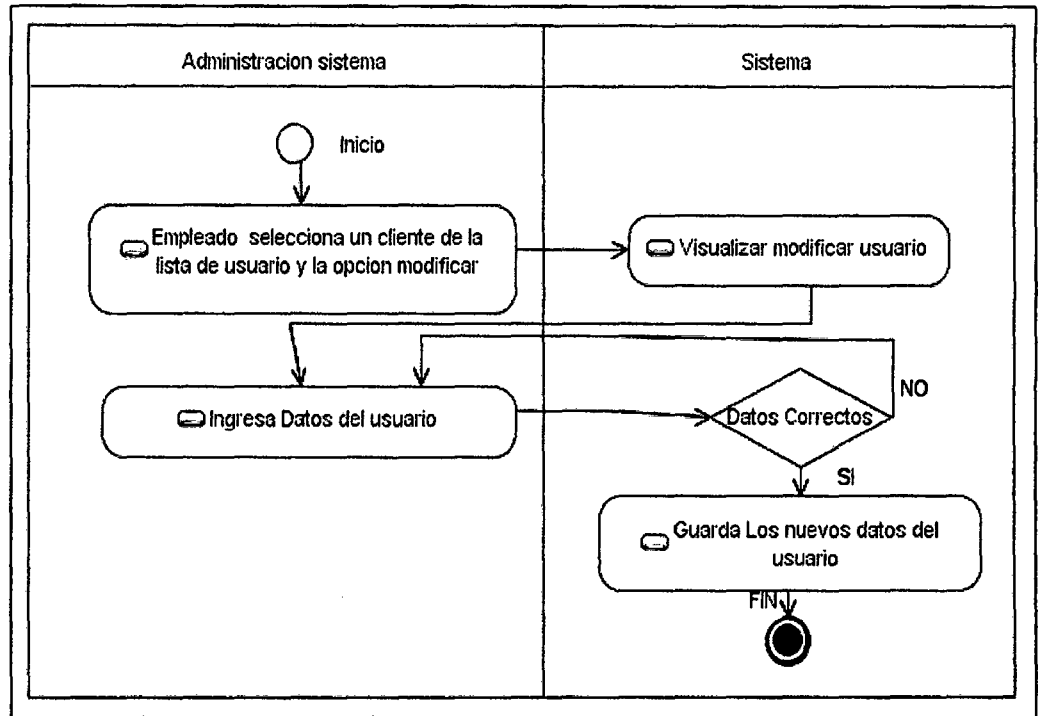 Administracion sistema
Sistema
Inicio
Empleado selecciona un cliente de la
lista de usuario y la opcion modificar
Visualizar modificar usuario
Ingresa Datos del usuario
Datos Correctos
NO
SI
Guarda Los nuevos datos del
usuario
FIN